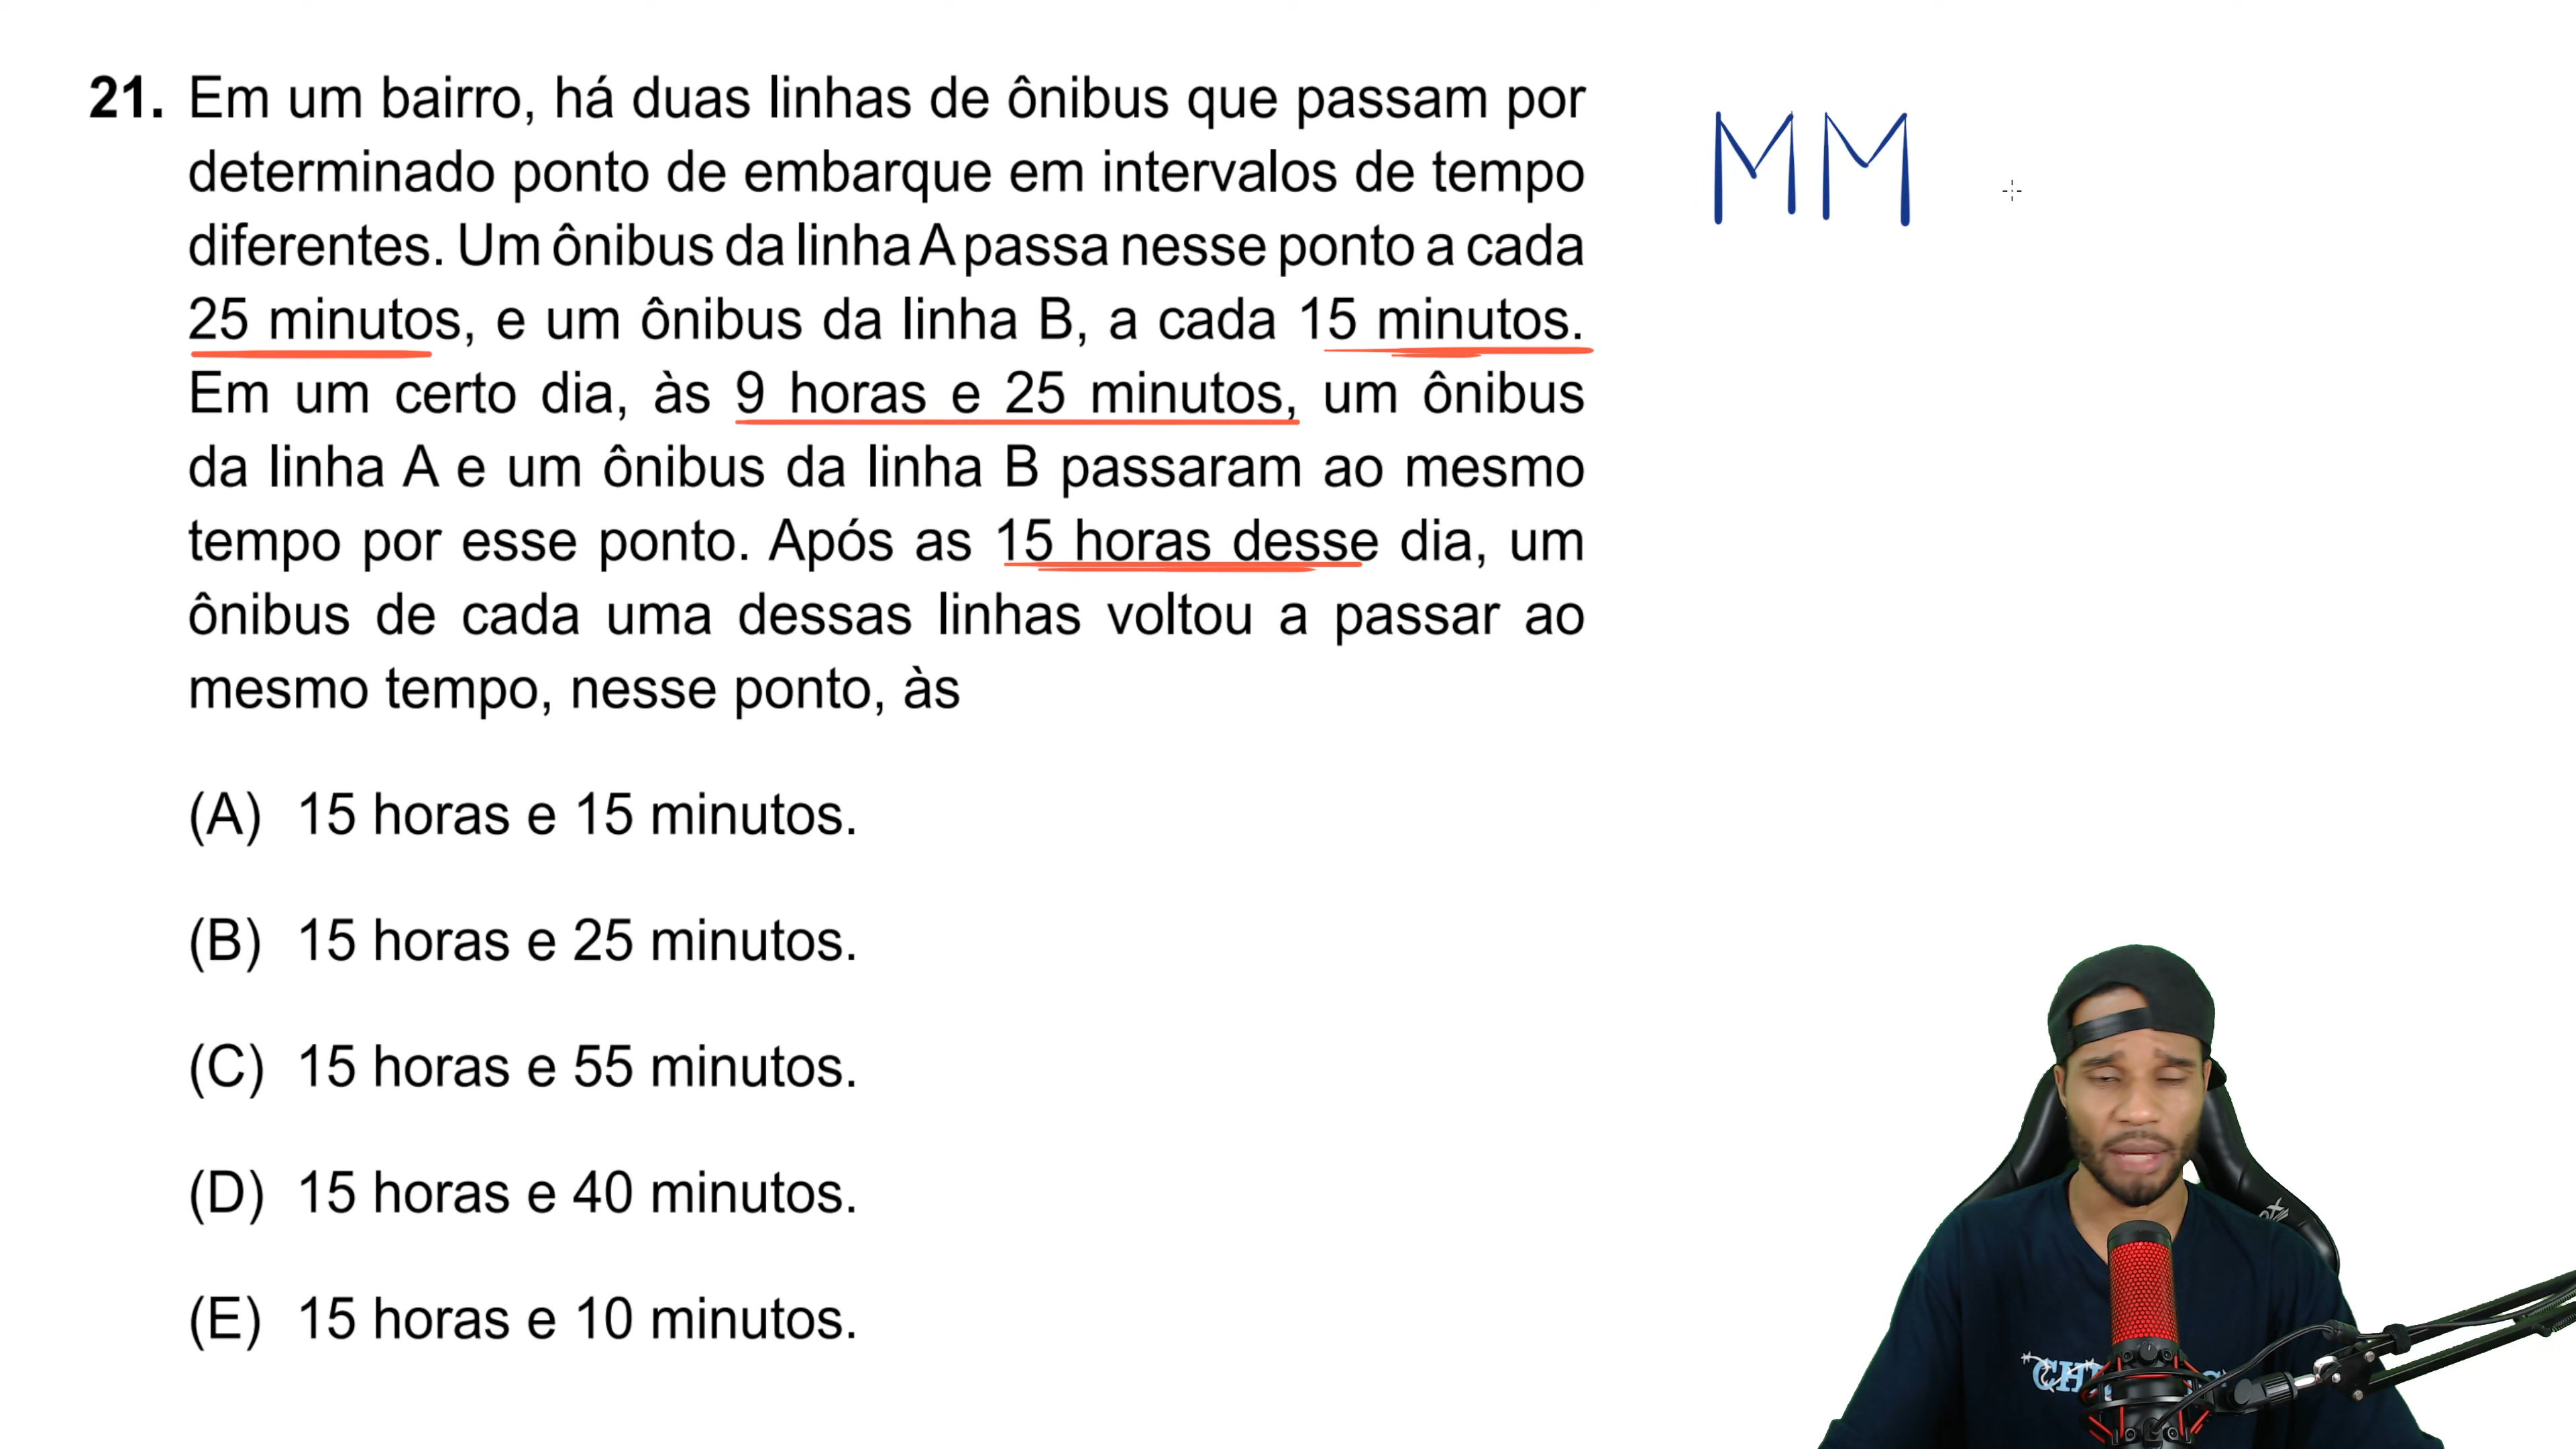 21. Em um bairro, há duas linhas de ônibus que passam por
determinado ponto de embarque em intervalos de tempo
diferentes. Um ônibus da linha A passa nesse ponto a cada
25 minutos, e um ônibus da linha B, a cada 15 minutos.
Em um certo dia, às 9 horas e 25 minutos, um ônibus
da linha A e um ônibus da linha B passaram ao mesmo
tempo por esse ponto. Após as 15 horas desse dia, um
ônibus de cada uma dessas linhas voltou a passar ao
mesmo tempo, nesse ponto, às
(A) 15 horas e 15 minutos.
(B) 15 horas e 25 minutos.
(C) 15 horas e 55 minutos.
(D) 15 horas e 40 minutos.
(E) 15 horas e 10 minutos.
MM